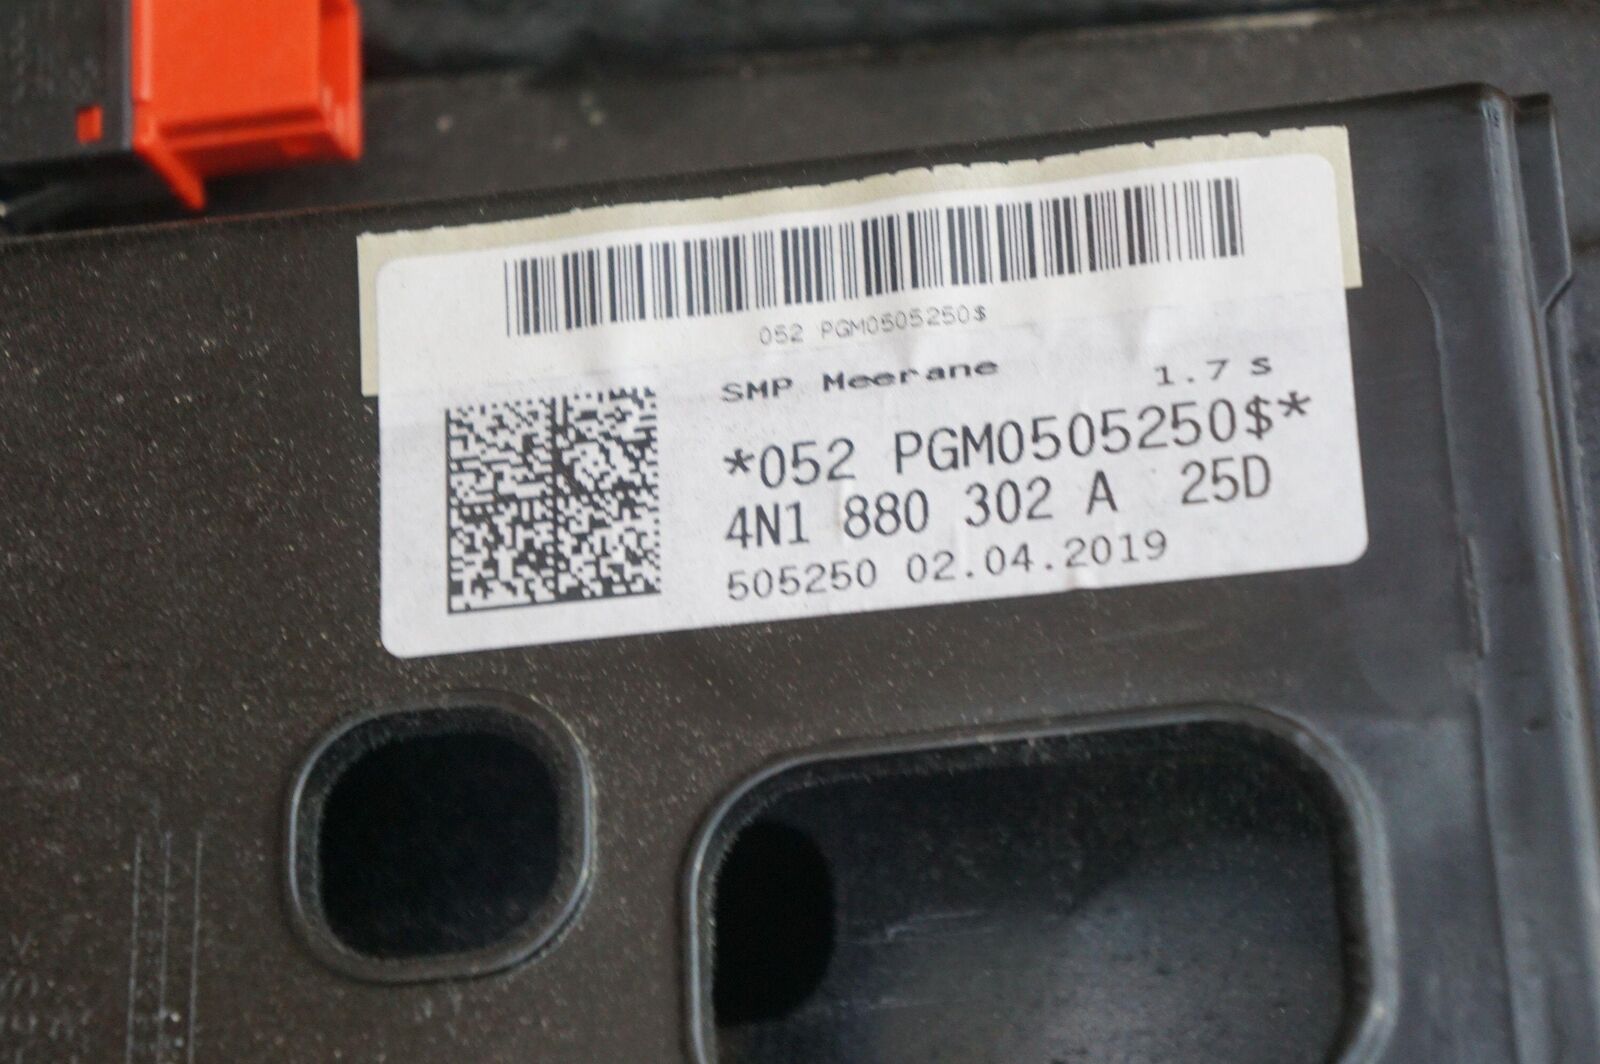 052 PGM0505250$
SMP Meerane 1.7 s
*052 PGM0505250$*
4N1 880 302 A 25D
505250 02.04.2019